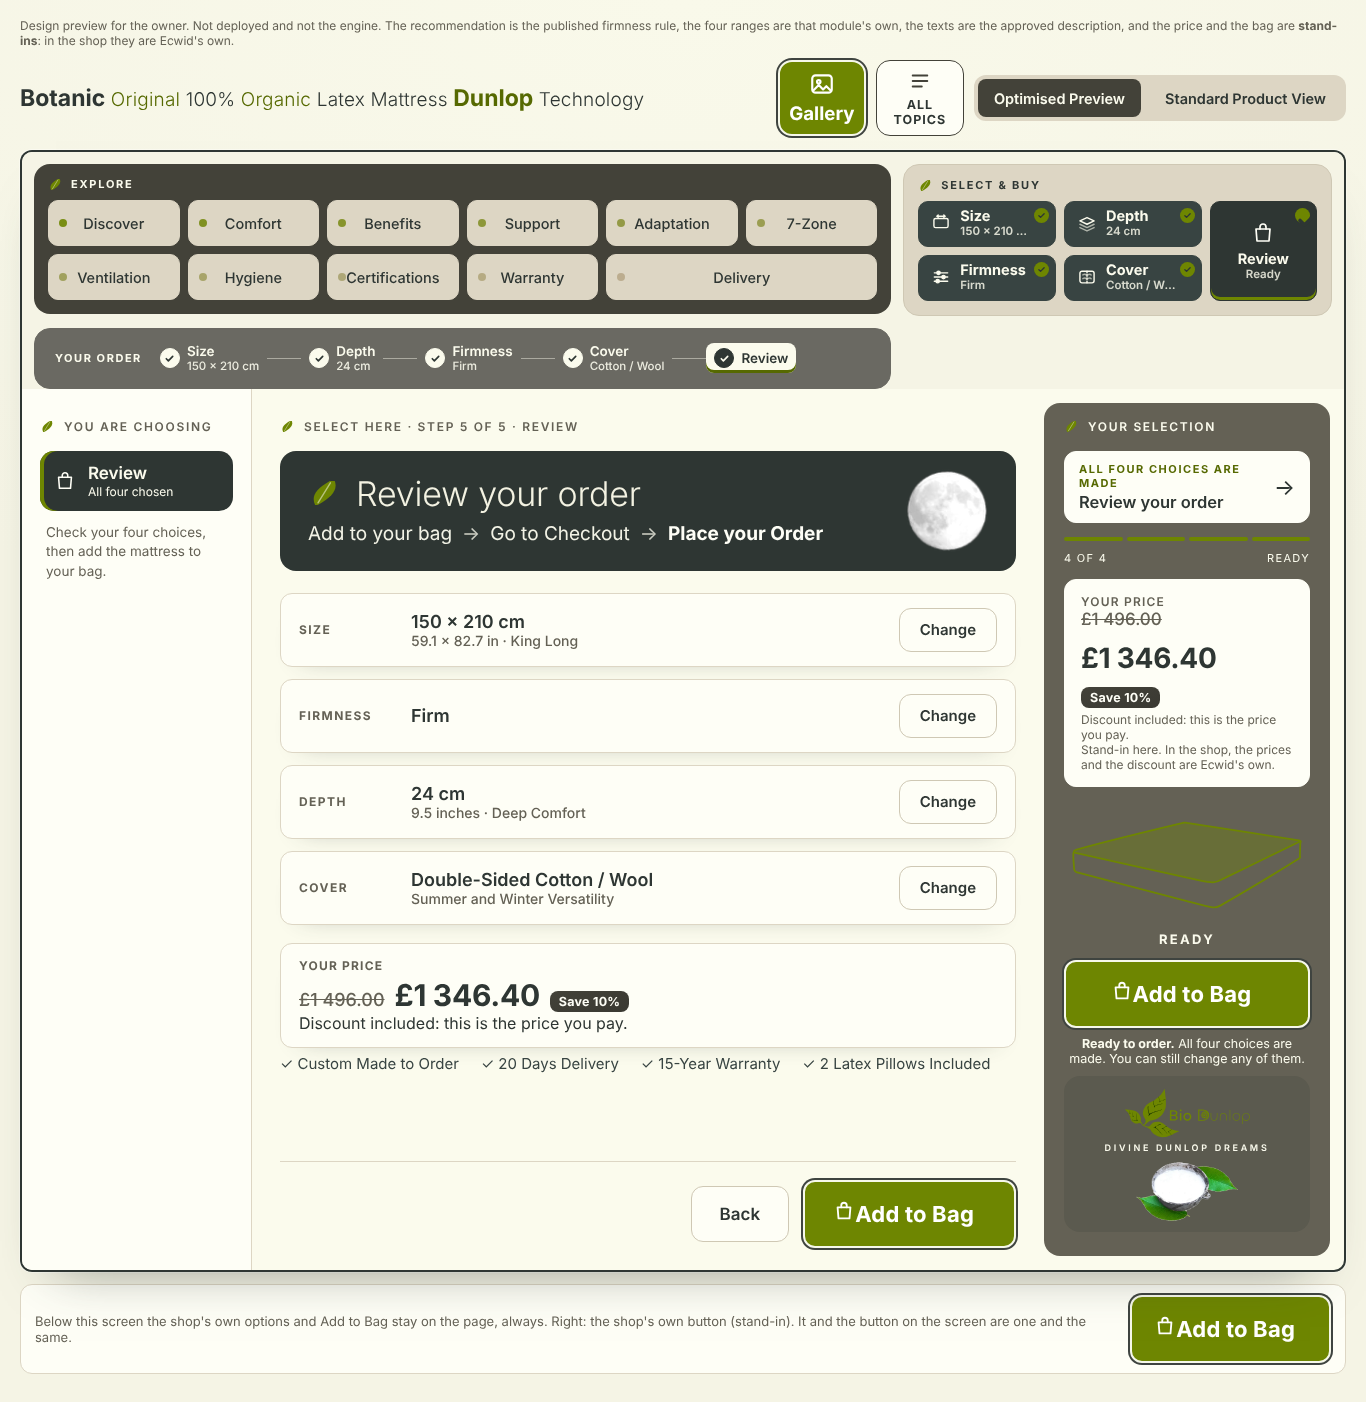 Design preview for the owner. Not deployed and not the engine. The recommendation is the published firmness rule, the four ranges are that module's own, the texts are the approved description, and the price and the bag are stand-
ins: in the shop they are Ecwid's own.
Botanic Original 100% Organic Latex Mattress Dunlop Technology
Gallery
ALL
TOPICS
Optimised Preview
Standard Product View
EXPLORE
Discover
Comfort
Benefits
Support
Adaptation
7-Zone
Ventilation
Hygiene
Certifications
Warranty
Delivery
SELECT & BUY
Size
150 × 210 ...
Depth
24 cm
Firmness
Firm
Cover
Cotton / W...
Review
Ready
YOUR ORDER
Size
150 × 210 cm
Depth
24 cm
Firmness
Firm
Cover
Cotton / Wool
Review
YOU ARE CHOOSING
Review
All four chosen
Check your four choices,
then add the mattress to
your bag.
SELECT HERE · STEP 5 OF 5 · REVIEW
Review your order
Add to your bag → Go to Checkout → Place your Order
SIZE
150 × 210 cm
59.1 × 82.7 in · King Long
Change
FIRMNESS
Firm
Change
DEPTH
24 cm
9.5 inches · Deep Comfort
Change
COVER
Double-Sided Cotton / Wool
Summer and Winter Versatility
Change
YOUR PRICE
£1 496.00 £1 346.40 Save 10%
Discount included: this is the price you pay.
✓ Custom Made to Order ✓ 20 Days Delivery ✓ 15-Year Warranty ✓ 2 Latex Pillows Included
Back
Add to Bag
YOUR SELECTION
ALL FOUR CHOICES ARE
MADE
Review your order
4 OF 4
READY
YOUR PRICE
£1 496.00
£1 346.40
Save 10%
Discount included: this is the price
you pay.
Stand-in here. In the shop, the prices
and the discount are Ecwid's own.
READY
Add to Bag
Ready to order. All four choices are
made. You can still change any of them.
Bio Dunlop
DIVINE DUNLOP DREAMS
Below this screen the shop's own options and Add to Bag stay on the page, always. Right: the shop's own button (stand-in). It and the button on the screen are one and the
same.
Add to Bag